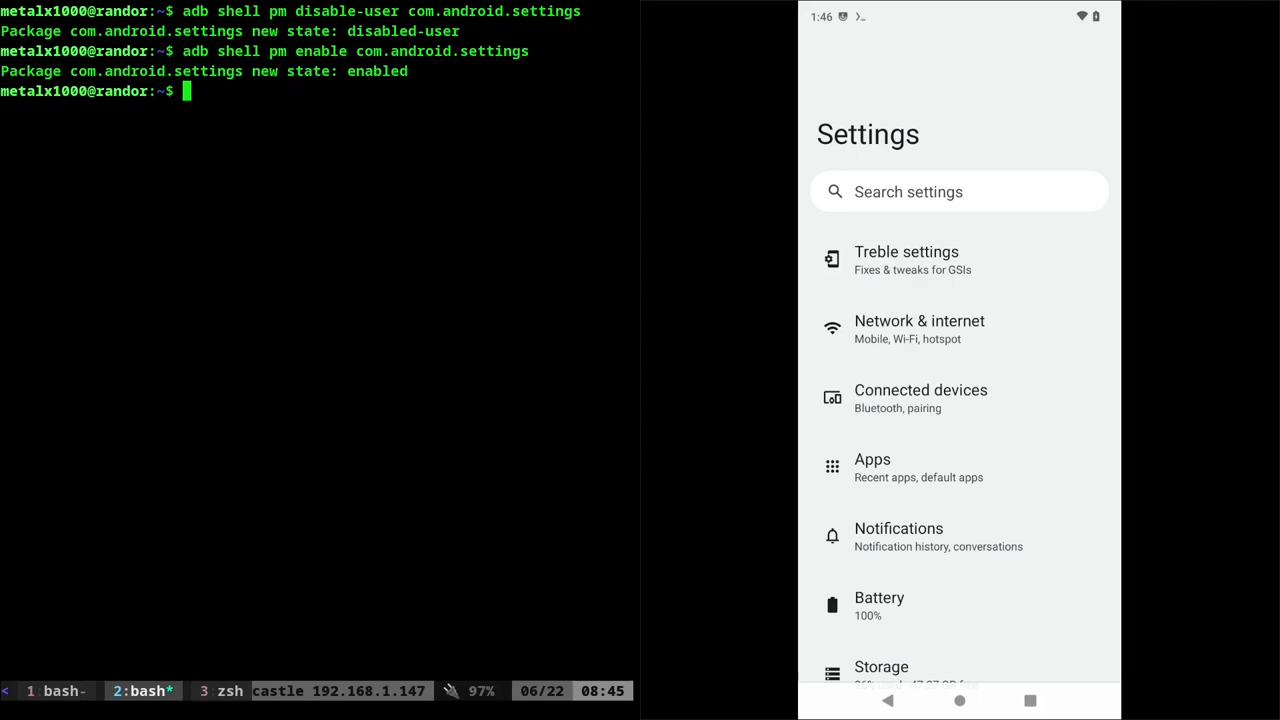 metalx1000@randor:~$ adb shell pm disable-user com.android.settings
Package com.android.settings new state: disabled-user
metalx1000@randor:~$ adb shell pm enable com.android.settings
Package com.android.settings new state: enabled
metalx1000@randor:~$
< 1 bash- 2:bash* 3 zsh castle 192.168.1.147 97% 06/22 08:45
1:46
Settings
Search settings
Treble settings
Fixes & tweaks for GSIs
Network & internet
Mobile, Wi-Fi, hotspot
Connected devices
Bluetooth, pairing
Apps
Recent apps, default apps
Notifications
Notification history, conversations
Battery
100%
Storage